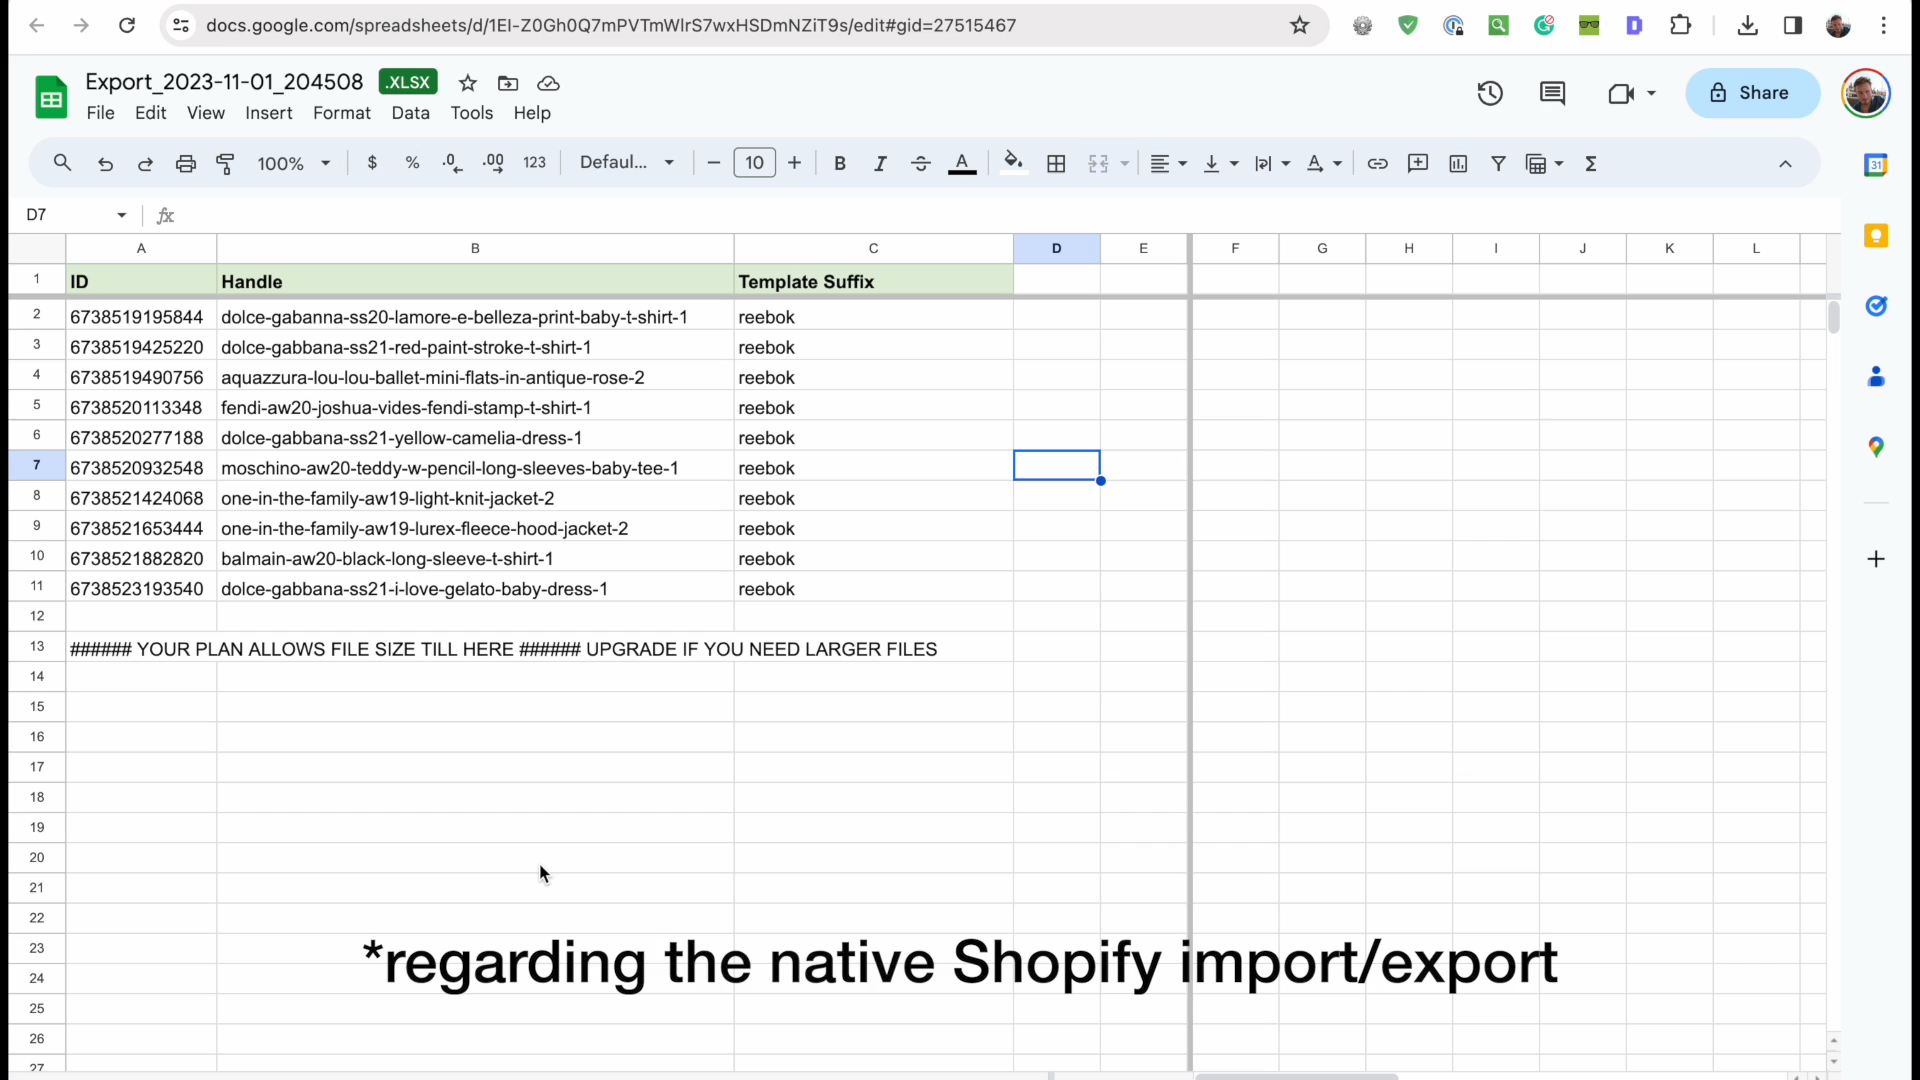 docs.google.com/spreadsheets/d/1EI-Z0Gh0Q7mPVTmWlrS7wxHSDmNZiT9s/edit#gid=27515467
Export_2023-11-01_204508 .XLSX
File Edit View Insert Format Data Tools Help
Share
100% $ % .0 .00 123 Defaul... 10 B I A A Σ
31
D7 fx
A B C D E F G H I J K L
1 ID Handle Template Suffix
2 6738519195844 dolce-gabanna-ss20-lamore-e-belleza-print-baby-t-shirt-1 reebok
3 6738519425220 dolce-gabbana-ss21-red-paint-stroke-t-shirt-1 reebok
4 6738519490756 aquazzura-lou-lou-ballet-mini-flats-in-antique-rose-2 reebok
5 6738520113348 fendi-aw20-joshua-vides-fendi-stamp-t-shirt-1 reebok
6 6738520277188 dolce-gabbana-ss21-yellow-camelia-dress-1 reebok
7 6738520932548 moschino-aw20-teddy-w-pencil-long-sleeves-baby-tee-1 reebok
8 6738521424068 one-in-the-family-aw19-light-knit-jacket-2 reebok
9 6738521653444 one-in-the-family-aw19-lurex-fleece-hood-jacket-2 reebok
10 6738521882820 balmain-aw20-black-long-sleeve-t-shirt-1 reebok
11 6738523193540 dolce-gabbana-ss21-i-love-gelato-baby-dress-1 reebok
12
13 ###### YOUR PLAN ALLOWS FILE SIZE TILL HERE ###### UPGRADE IF YOU NEED LARGER FILES
14
15
16
17
18
19
20
21
22
23
*regarding the native Shopify import/export
24
25
26
27